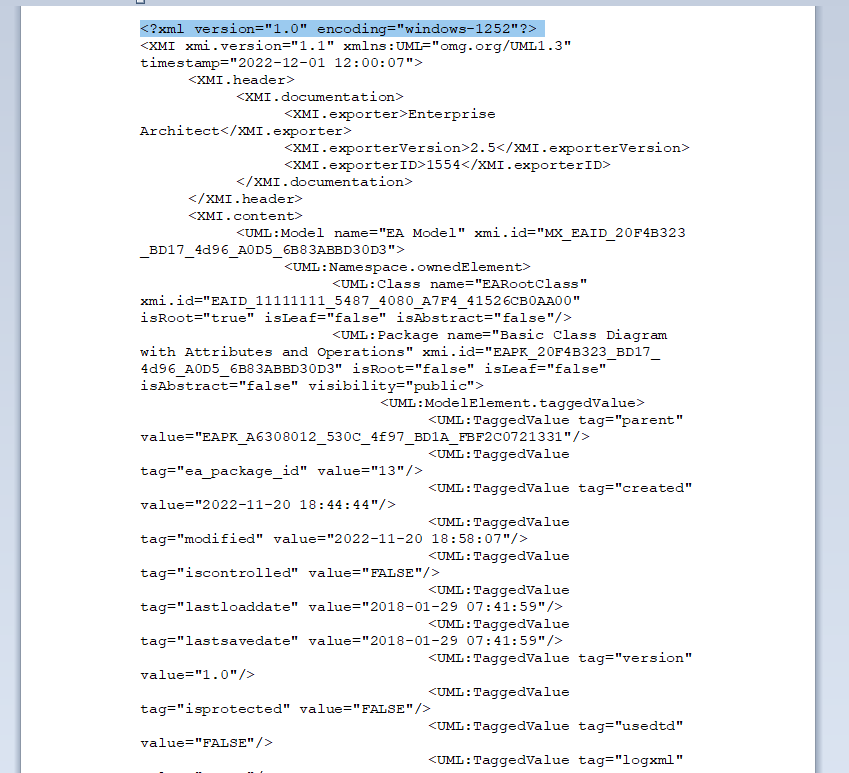 <?xml version="1.0" encoding="windows-1252"?>
<XMI xmi.version="1.1" xmlns:UML="omg.org/UML1.3"
timestamp="2022-12-01 12:00:07">
<XMI.header>
<XMI.documentation>
<XMI.exporter>Enterprise
Architect</XMI.exporter>
<XMI.exporterVersion>2.5</XMI.exporterVersion>
<XMI.exporterID>1554</XMI.exporterID>
</XMI.documentation>
</XMI.header>
<XMI.content>
<UML:Model name="EA Model" xmi.id="MX_EAID_20F4B323
_BD17_4d96_A0D5_6B83ABBD30D3">
<UML:Namespace.ownedElement>
<UML:Class name="EARootClass"
xmi.id="EAID_11111111_5487_4080_A7F4_41526CB0AA00"
isRoot="true" isLeaf="false" isAbstract="false"/>
<UML:Package name="Basic Class Diagram
with Attributes and Operations" xmi.id="EAPK_20F4B323_BD17_
4d96_A0D5_6B83ABBD30D3" isRoot="false" isLeaf="false"
isAbstract="false" visibility="public">
<UML:ModelElement.taggedValue>
<UML:TaggedValue tag="parent"
value="EAPK_A6308012_530C_4f97_BD1A_FBF2C0721331"/>
<UML:TaggedValue
tag="ea_package_id" value="13"/>
<UML:TaggedValue tag="created"
value="2022-11-20 18:44:44"/>
<UML:TaggedValue
tag="modified" value="2022-11-20 18:58:07"/>
<UML:TaggedValue
tag="iscontrolled" value="FALSE"/>
<UML:TaggedValue
tag="lastloaddate" value="2018-01-29 07:41:59"/>
<UML:TaggedValue
tag="lastsavedate" value="2018-01-29 07:41:59"/>
<UML:TaggedValue tag="version"
value="1.0"/>
<UML:TaggedValue
tag="isprotected" value="FALSE"/>
<UML:TaggedValue tag="usedtd"
value="FALSE"/>
<UML:TaggedValue tag="logxml"